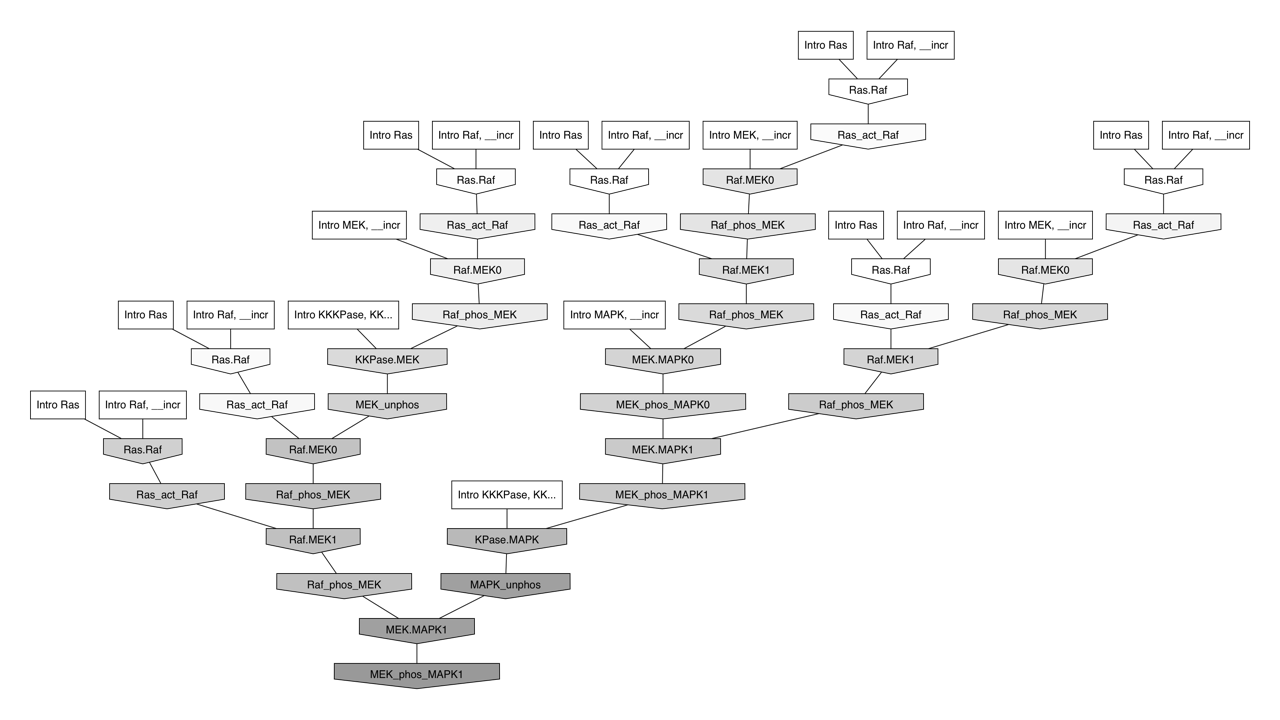 Intro Ras
Intro Raf, __incr
Ras.Raf
Intro Ras
Intro Raf, __incr
Intro Ras
Intro Raf, __incr
Intro MEK, __incr
Ras_act_Raf
Intro Ras
Intro Raf, __incr
Ras.Raf
Ras.Raf
Raf.MEK0
Ras.Raf
Intro MEK, __incr
Ras_act_Raf
Ras_act_Raf
Raf_phos_MEK
Intro Ras
Intro Raf, __incr
Intro MEK, __incr
Ras_act_Raf
Raf.MEK0
Raf.MEK1
Ras.Raf
Raf.MEK0
Intro Ras
Intro Raf, __incr
Intro KKKPase, KK...
Raf_phos_MEK
Intro MAPK, __incr
Raf_phos_MEK
Ras_act_Raf
Raf_phos_MEK
Ras.Raf
KKPase.MEK
MEK.MAPK0
Raf.MEK1
Intro Ras
Intro Raf, __incr
Ras_act_Raf
MEK_unphos
MEK_phos_MAPK0
Raf_phos_MEK
Ras.Raf
Raf.MEK0
MEK.MAPK1
Ras_act_Raf
Raf_phos_MEK
Intro KKKPase, KK...
MEK_phos_MAPK1
Raf.MEK1
KPase.MAPK
Raf_phos_MEK
MAPK_unphos
MEK.MAPK1
MEK_phos_MAPK1